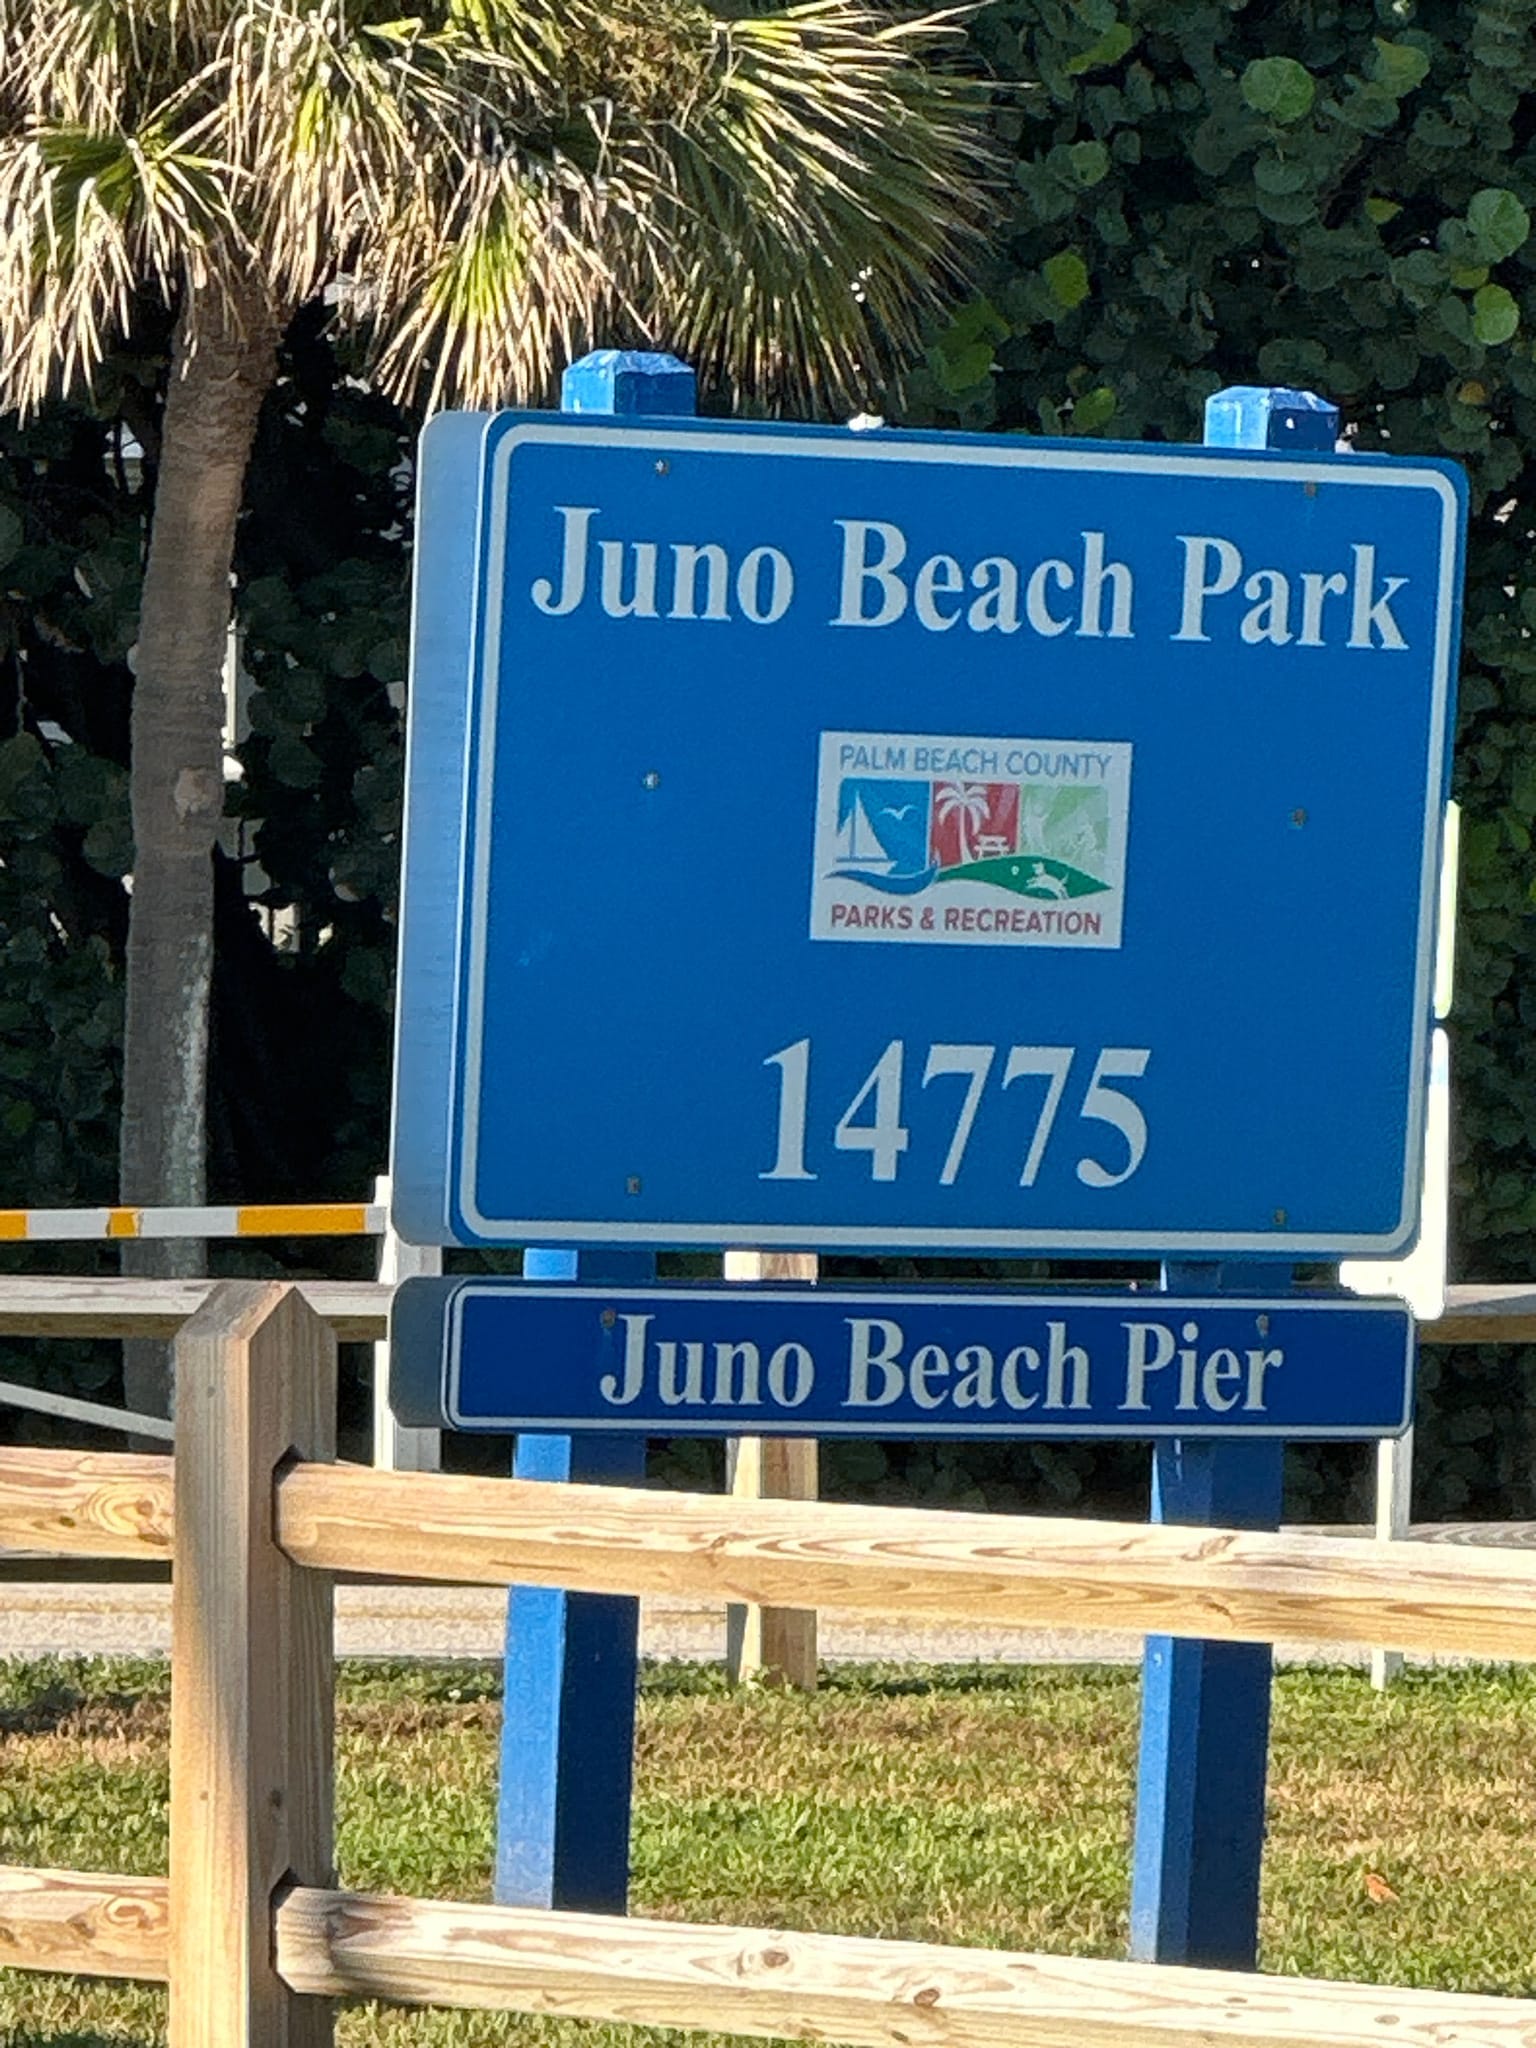 Juno Beach Park
PALM BEACH COUNTY
PARKS & RECREATION
14775
Juno Beach Pier